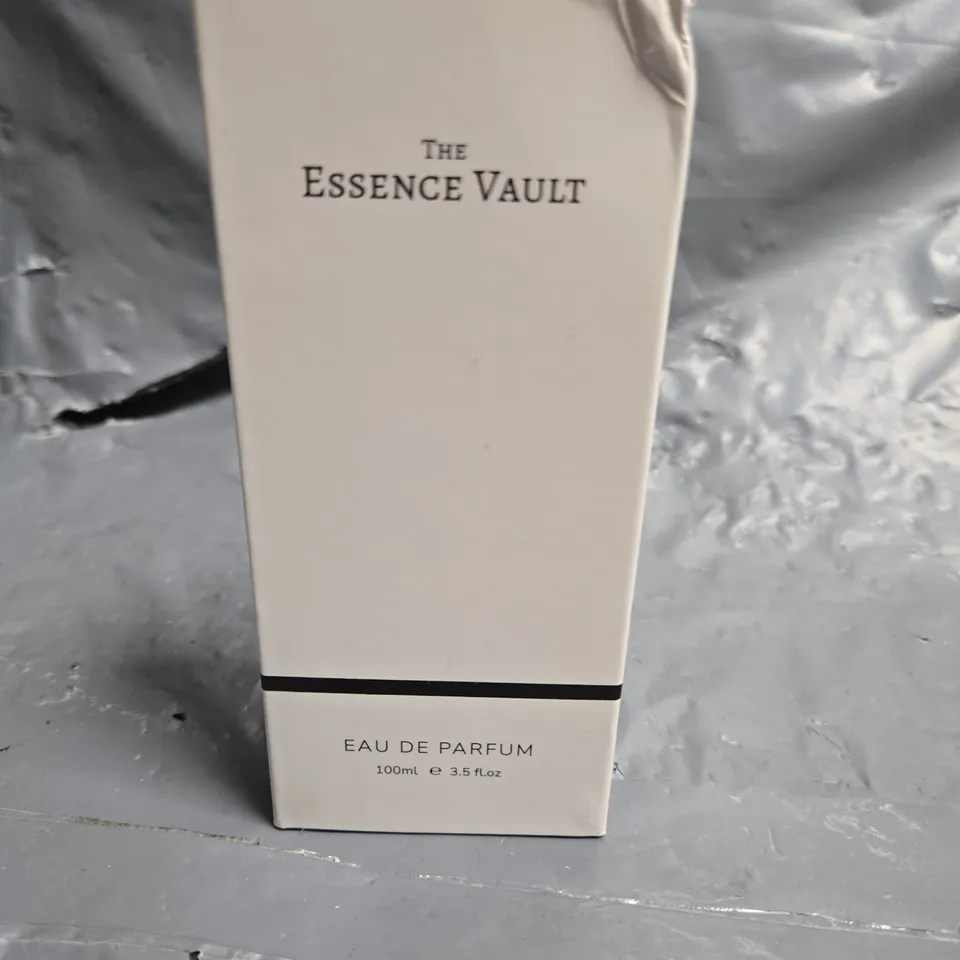 THE
ESSENCE VAULT
EAU DE PARFUM
100ml ℮ 3.5 fl.oz